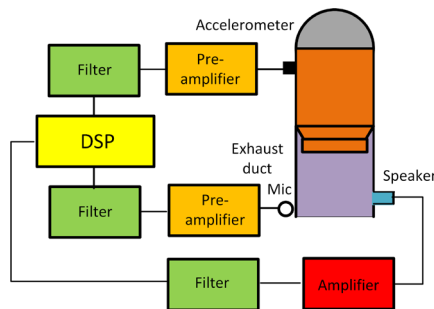 Accelerometer
Filter
Pre-
amplifier
DSP
Exhaust
duct
Mic
Speaker
Filter
Pre-
amplifier
Filter
Amplifier